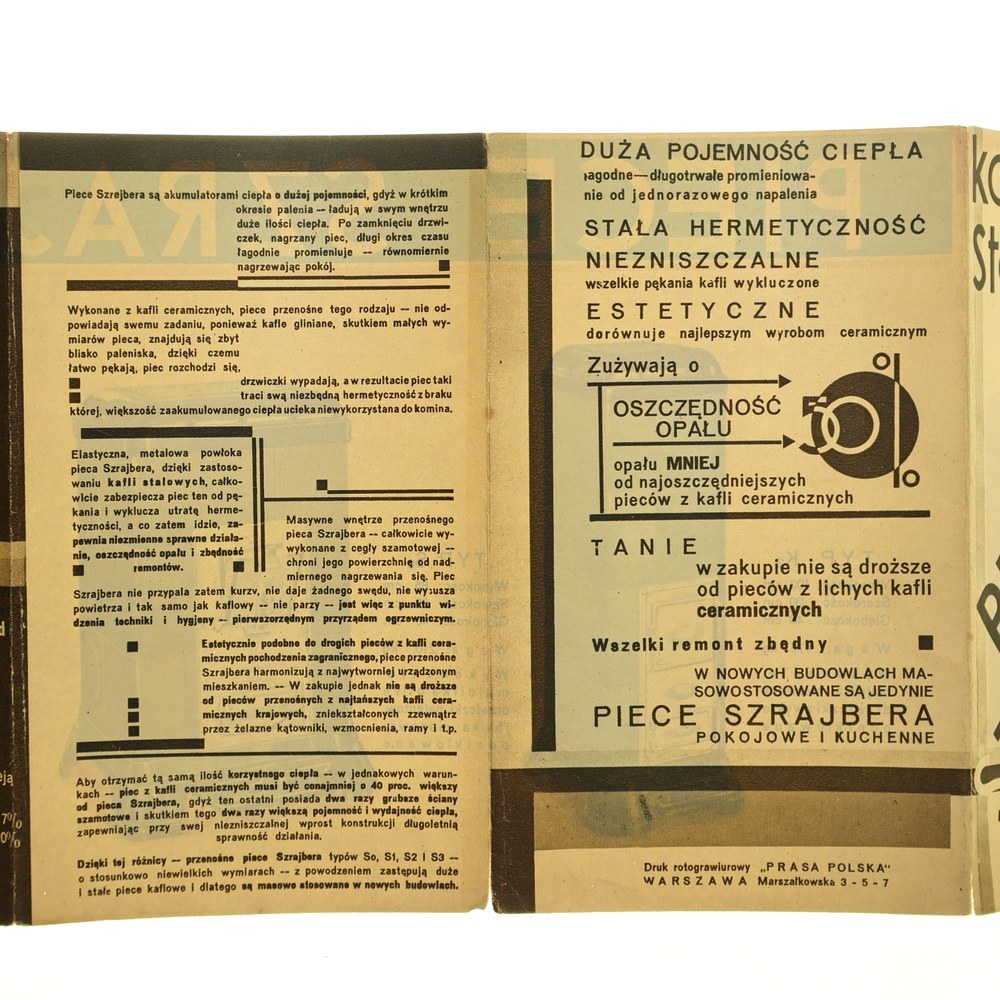 Piece Szrejbera są akumulatorami ciepła o dużej pojemności, gdyż w krótkim
okresie palenia — ładują w swym wnętrzu
duże ilości ciepła. Po zamknięciu drzwi-
czek, nagrzany piec, długi okres czasu
łagodnie promieniuje — równomiernie
nagrzewając pokój.
Wykonane z kafli ceramicznych, piece przenośne tego rodzaju — nie od-
powiadają swemu zadaniu, ponieważ kafle gliniane, skutkiem małych wy-
miarów pieca, znajdują się zbyt
blisko paleniska, dzięki czemu
łatwo pękają, piec rozchodzi się,
drzwiczki wypadają, a w rezultacie piec taki
traci swą niezbędną hermetyczność z braku
której, większość zaakumulowanego ciepła ucieka niewykorzystana do komina.
Elastyczna, metalowa powłoka
pieca Szrajbera, dzięki zastoso-
waniu kafli stalowych, całko-
wicie zabezpiecza piec ten od pę-
kania i wyklucza utratę herme-
tyczności, a co zatem idzie, za-
pewnia niezmienne sprawne działa-
nie, oszczędność opału i zbędność
remontów.
Masywne wnętrze przenośnego
pieca Szrajbera — całkowicie wy-
wykonane z cegły szamotowej —
chroni jego powierzchnię od nad-
miernego nagrzewania się. Piec
Szrajbera nie przypala zatem kurzu, nie daje żadnego swędu, nie wysusza
powietrza i tak samo jak kaflowy — nie parzy — jest więc z punktu wi-
dzenia techniki i hygjeny — pierwszorzędnym przyrządem ogrzewniczym.
Estetycznie podobne do drogich pieców z kafli cera-
micznych pochodzenia zagranicznego, piece przenośne
Szrajbera harmonizują z najwytworniej urządzonym
mieszkaniem. — W zakupie jednak nie są droższe
od pieców przenośnych z najtańszych kafli cera-
micznych krajowych, zniekształconych zzewnątrz
przez żelazne kątowniki, wzmocnienia, ramy i t.p.
Aby otrzymać tą samą ilość korzystnego ciepła — w jednakowych warun-
kach — piec z kafli ceramicznych musi być conajmniej o 40 proc. większy
od pieca Szrajbera, gdyż ten ostatni posiada dwa razy grubsze ściany
szamotowe i skutkiem tego dwa razy większą pojemność i wydajność ciepła,
zapewniając przy swej niezniszczalnej wprost konstrukcji długoletnią
sprawność działania.
Dzięki tej różnicy — przenośne piece Szrajbera typów So, S1, S2 i S3 —
o stosunkowo niewielkich wymiarach — z powodzeniem zastępują duże
i stałe piece kaflowe i dlatego są masowo stosowane w nowych budowlach.
DUŻA POJEMNOŚĆ CIEPŁA
łagodne—długotrwałe promieniowa-
nie od jednorazowego napalenia
STAŁA HERMETYCZNOŚĆ
NIEZNISZCZALNE
wszelkie pękania kafli wykluczone
ESTETYCZNE
dorównuje najlepszym wyrobom ceramicznym
Zużywają o
OSZCZĘDNOŚĆ
OPAŁU
50%
opału MNIEJ
od najoszczędniejszych
pieców z kafli ceramicznych
TANIE
w zakupie nie są droższe
od pieców z lichych kafli
ceramicznych
Wszelki remont zbędny
W NOWYCH BUDOWLACH MA-
SOWO STOSOWANE SĄ JEDYNIE
PIECE SZRAJBERA
POKOJOWE I KUCHENNE
Druk rotograwiurowy „PRASA POLSKA"
WARSZAWA Marszałkowska 3-5-7